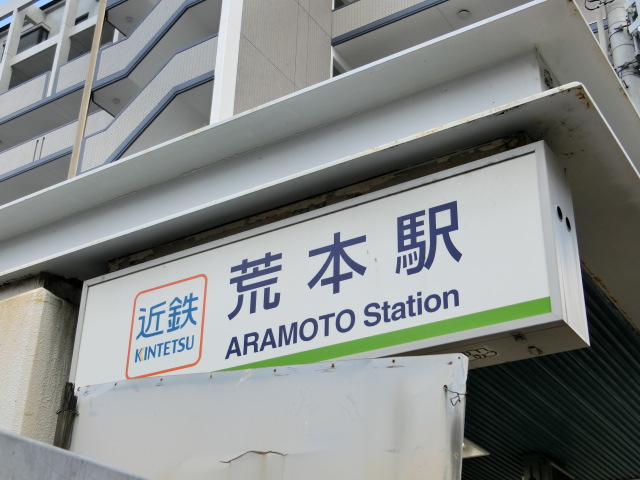 近鉄
KINTETSU
荒本駅
ARAMOTO Station